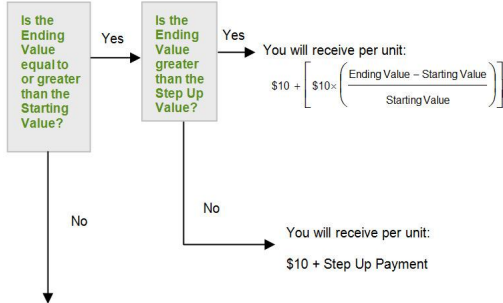 Is the
Ending
Value
equal to
or greater
than the
Starting
Value?
Yes
Is the
Ending
Value
greater
than the
Step Up
Value?
Yes
You will receive per unit:
$10 + [ $10× ( Ending Value – Starting Value
Starting Value ) ]
No
No
You will receive per unit:
$10 + Step Up Payment